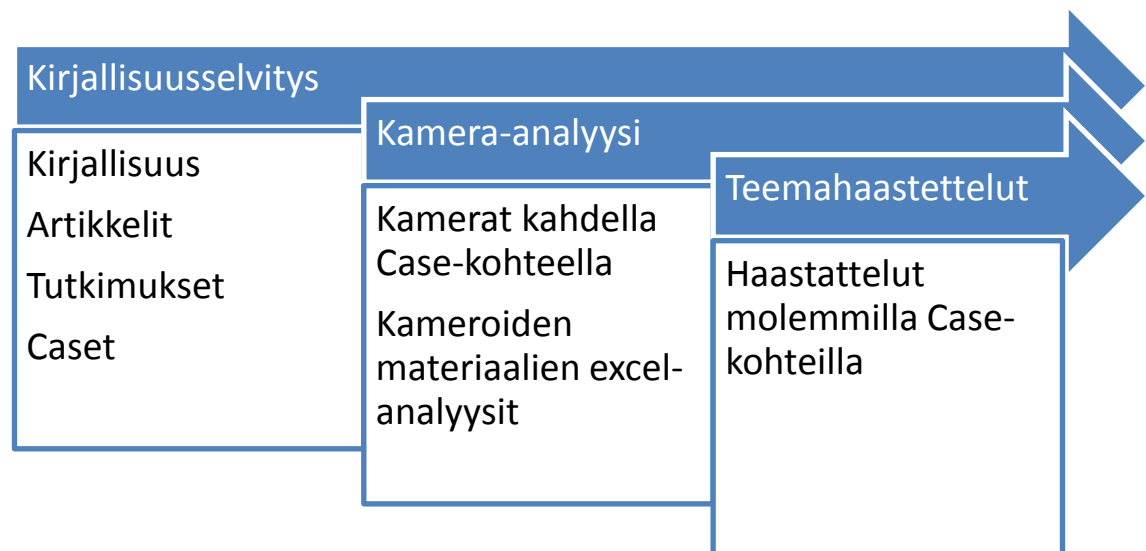 Kirjallisuusselvitys
Kirjallisuus
Artikkelit
Tutkimukset
Caset
Kamera-analyysi
Kamerat kahdella
Case-kohteella
Kameroiden
materiaalien excel-
analyysit
Teemahaastettelut
Haastattelut
molemmilla Case-
kohteilla